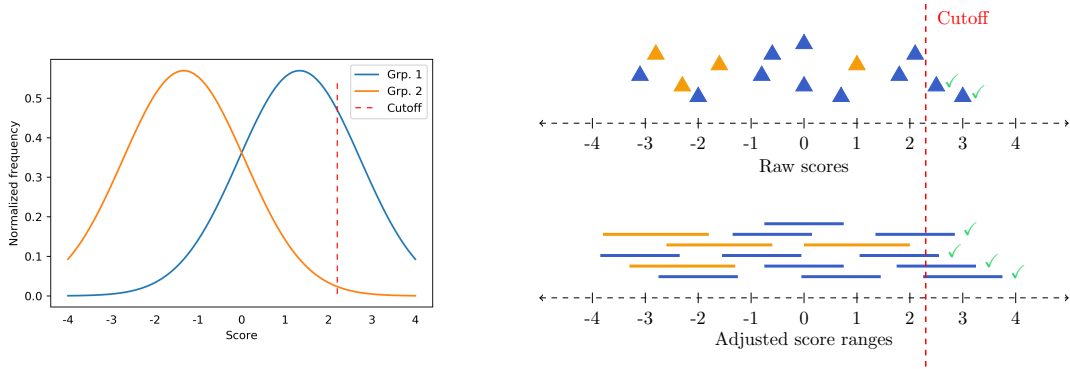 Grp. 1
Grp. 2
Cutoff
Normalized frequency
0.5
0.4
0.3
0.2
0.1
0.0
-4 -3 -2 -1 0 1 2 3 4
Score
Cutoff
-4 -3 -2 -1 0 1 2 3 4
Raw scores
-4 -3 -2 -1 0 1 2 3 4
Adjusted score ranges